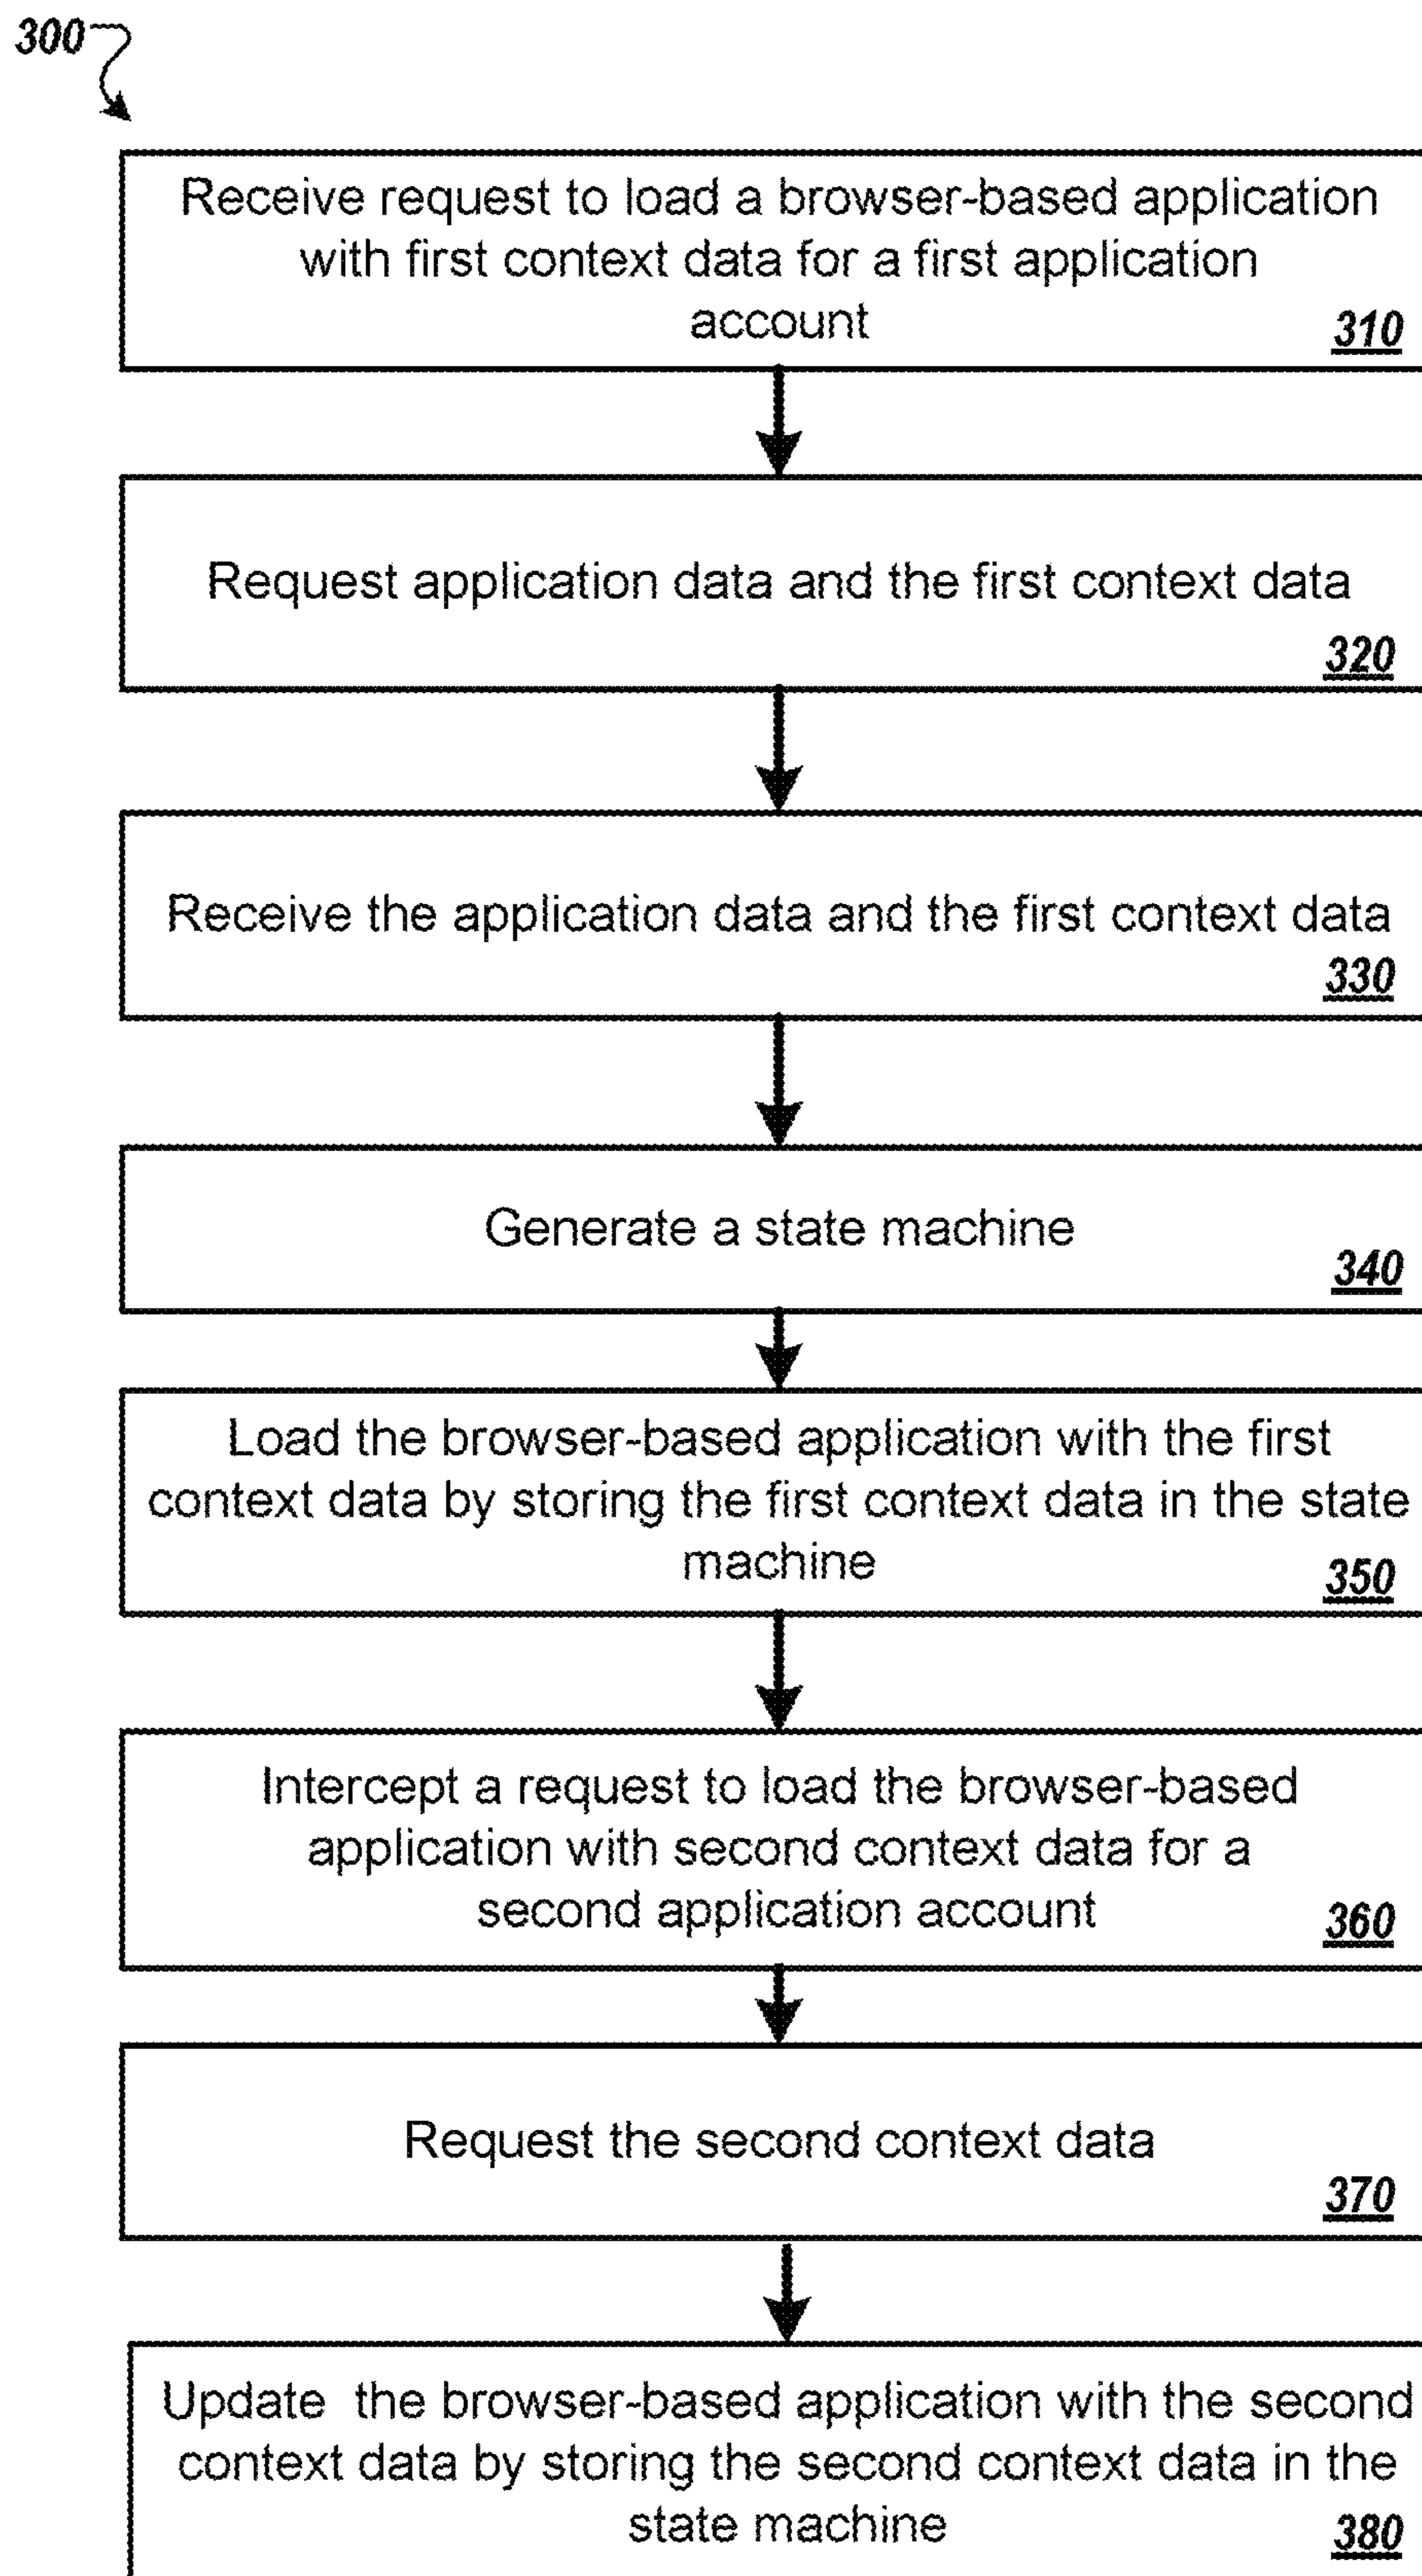 300
Receive request to load a browser-based application
with first context data for a first application
account
310
Request application data and the first context data
320
Receive the application data and the first context data
330
Generate a state machine
340
Load the browser-based application with the first
context data by storing the first context data in the state
machine
350
Intercept a request to load the browser-based
application with second context data for a
second application account
360
Request the second context data
370
Update the browser-based application with the second
context data by storing the second context data in the
state machine
380